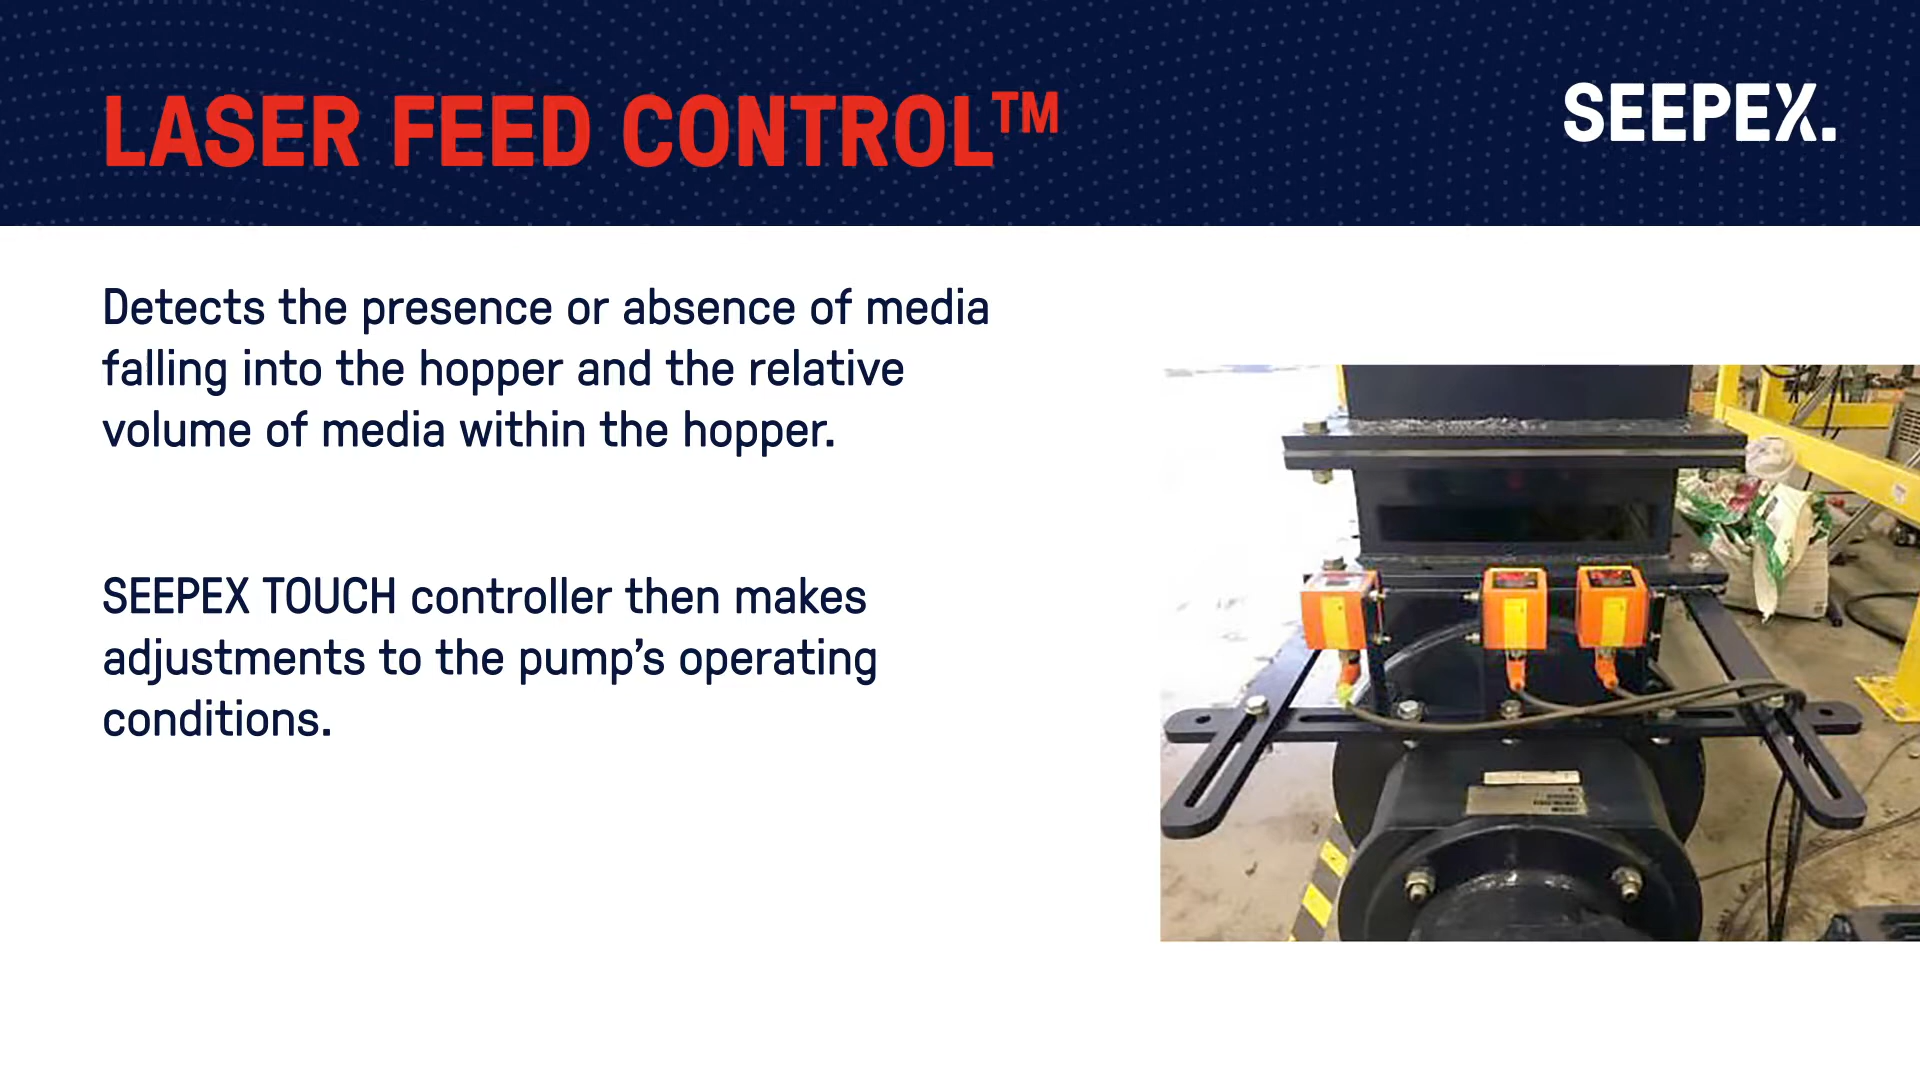 LASER FEED CONTROL™
SEEPEX.
Detects the presence or absence of media
falling into the hopper and the relative
volume of media within the hopper.
SEEPEX TOUCH controller then makes
adjustments to the pump’s operating
conditions.